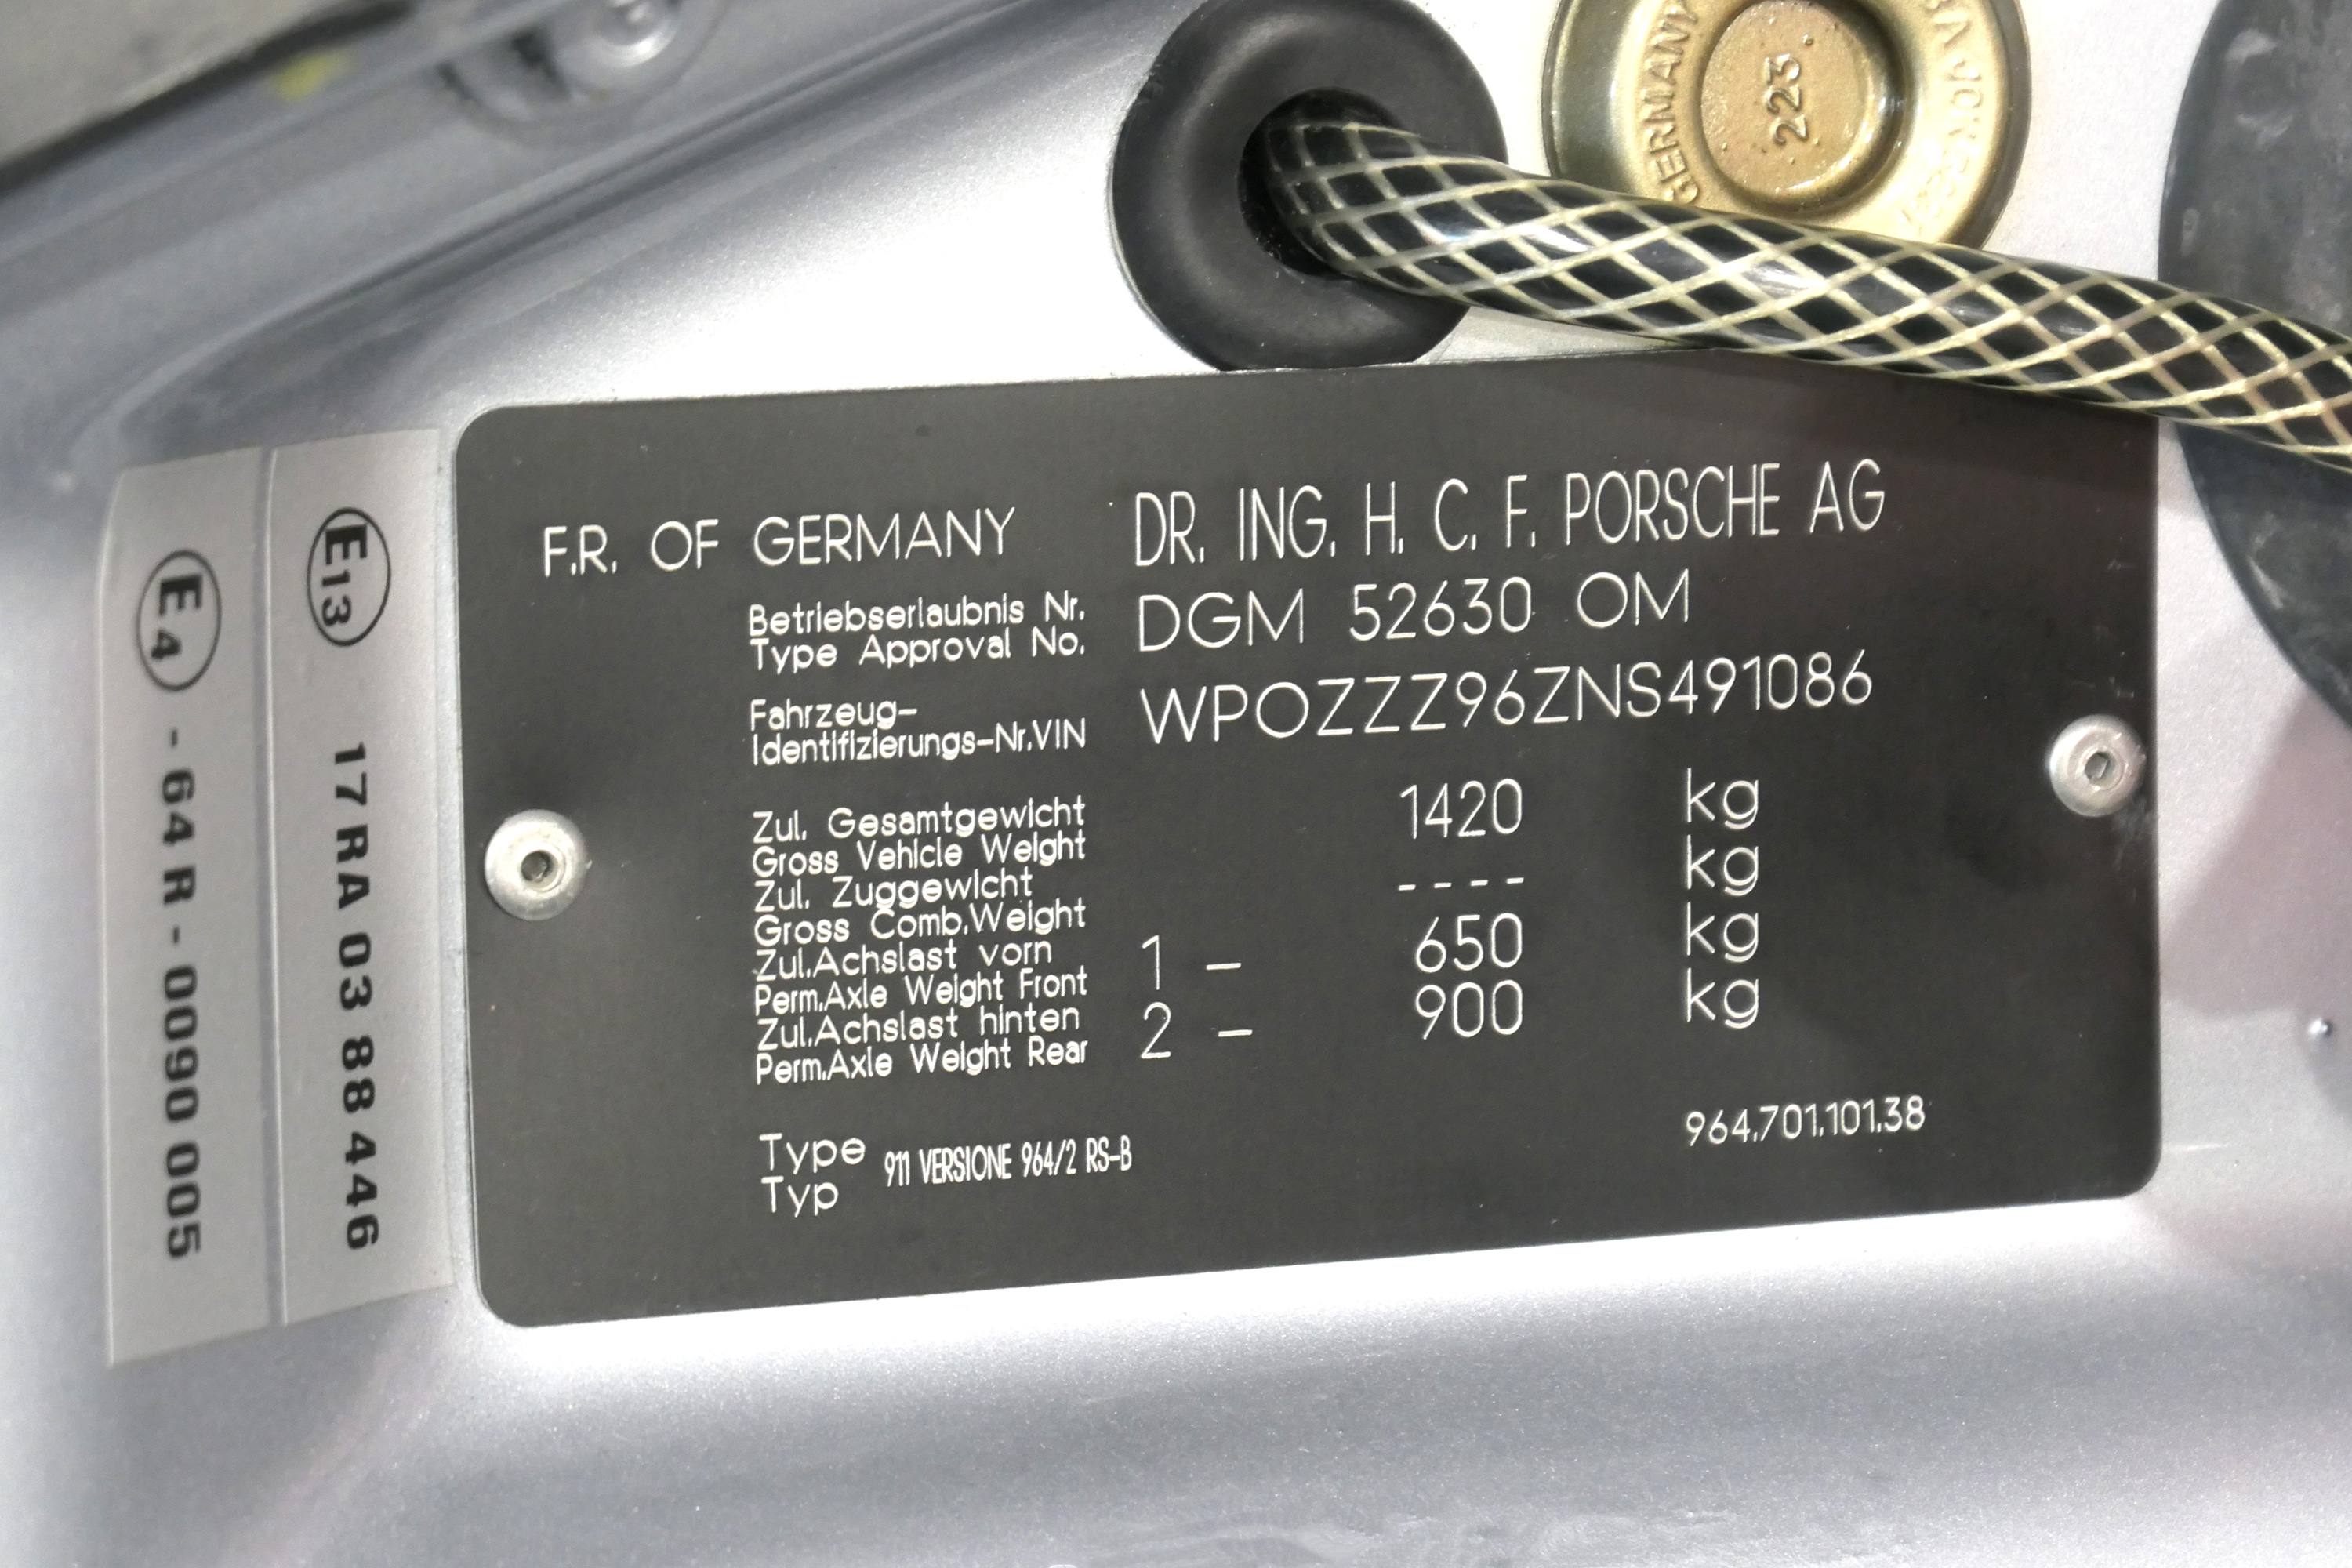 GERMANY
223
E4 - 64 R - 0090 005
E13 17 RA 03 88 446
F.R. OF GERMANY DR. ING. H. C. F. PORSCHE AG
Betriebserlaubnis Nr.
Type Approval No. DGM 52630 OM
Fahrzeug-
Identifizierungs-Nr.VIN WP0ZZZ96ZNS491086
Zul. Gesamtgewicht 1420 kg
Gross Vehicle Weight
Zul. Zuggewicht ---- kg
Gross Comb.Weight
Zul.Achslast vorn 1 - 650 kg
Perm.Axle Weight Front
Zul.Achslast hinten 2 - 900 kg
Perm.Axle Weight Rear
Type 911 VERSIONE 964/2 RS-B
Typ
964.701.101.38